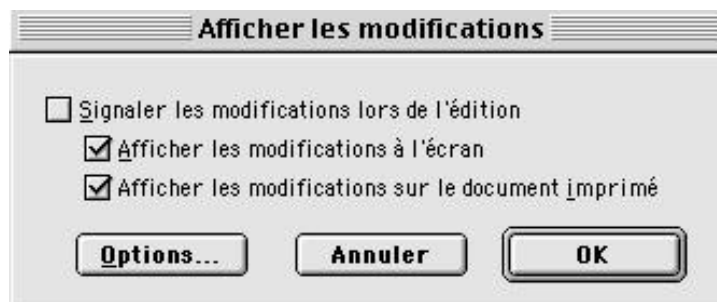 Afficher les modifications
Signaler les modifications lors de l'édition
Afficher les modifications à l'écran
Afficher les modifications sur le document imprimé
Options... Annuler OK